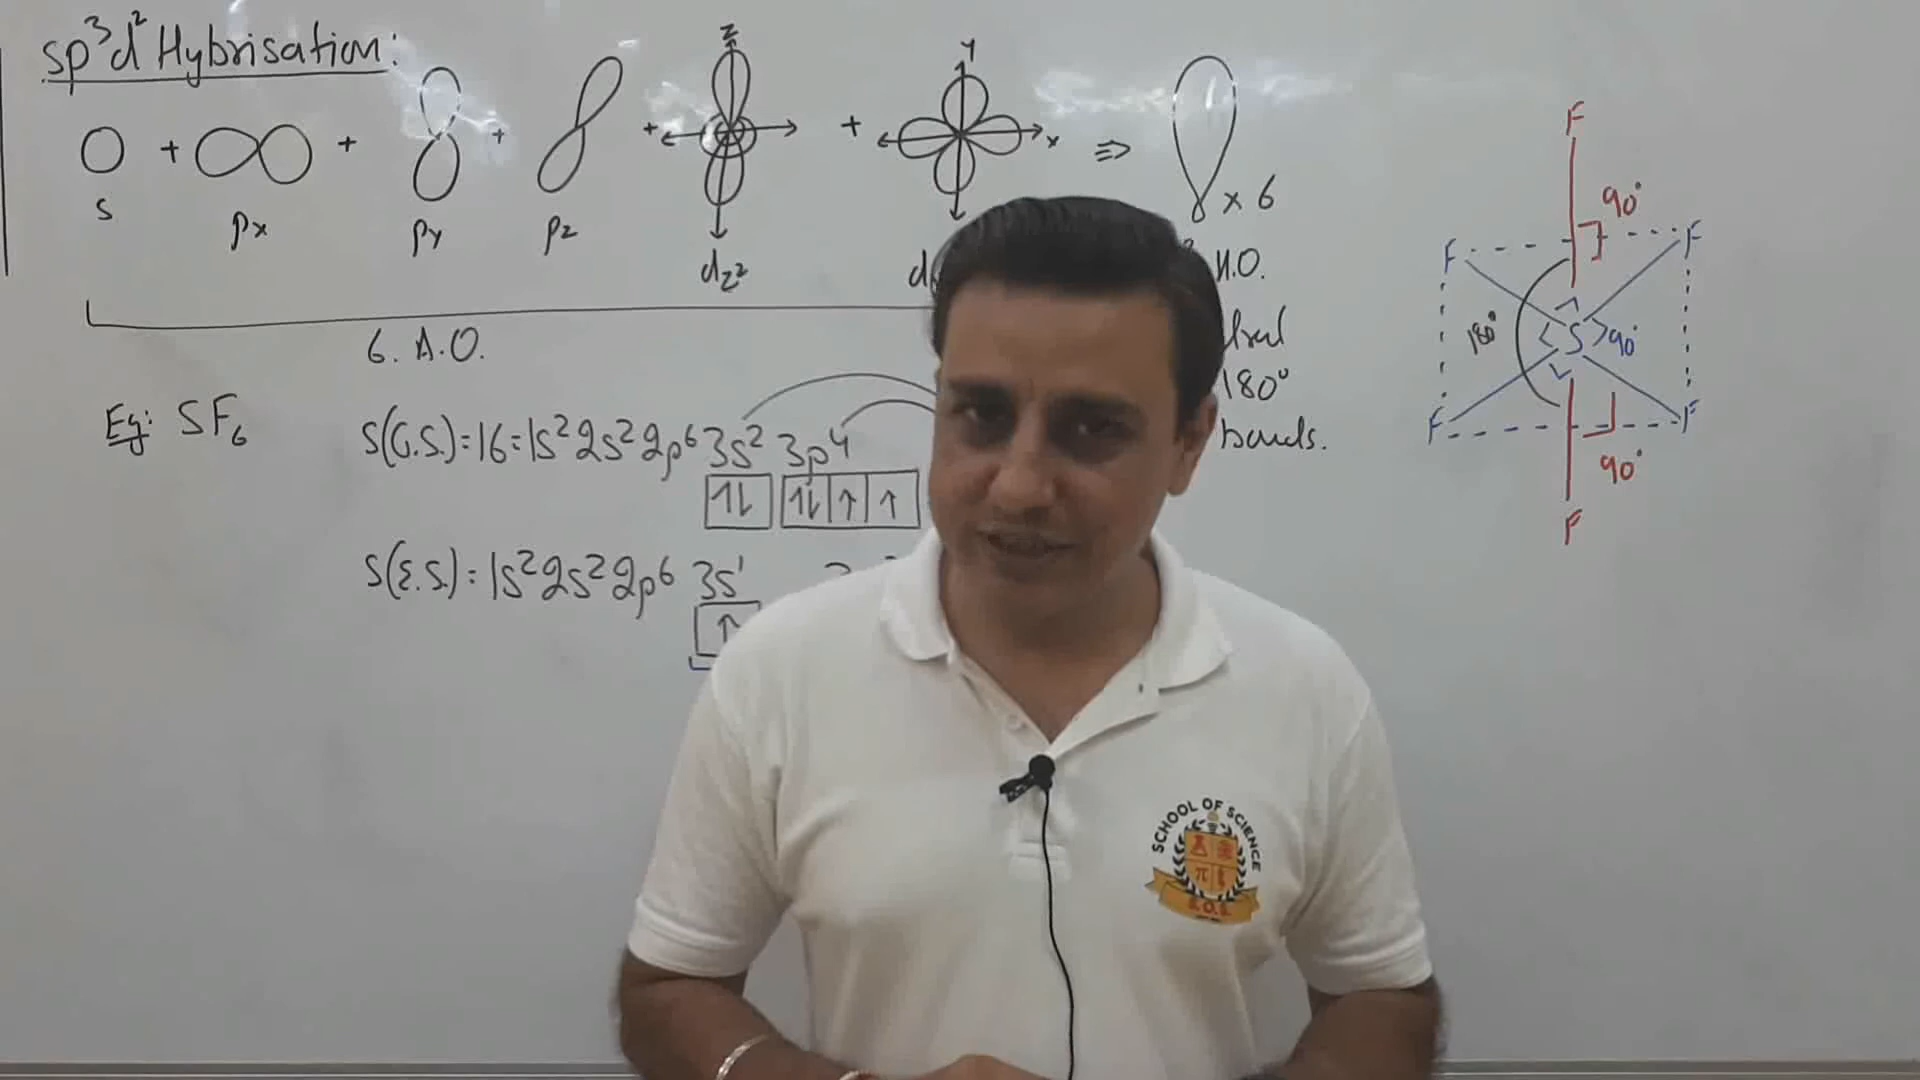 sp³d² Hybrisation:
z
y
x
+ + + + + ⇒ x 6
s px py pz dz² d
H.O.
6. A.O.
180°
bonds.
Eg: SF₆
S(G.S.) = 16 = 1s² 2s² 2p⁶ 3s² 3p⁴
↑↓ ↑↓ ↑ ↑
S(E.S.) = 1s² 2s² 2p⁶ 3s¹
↑
F
90°
F F
180° S 90°
F F
90°
F
SCHOOL OF SCIENCE
π
S.O.S.